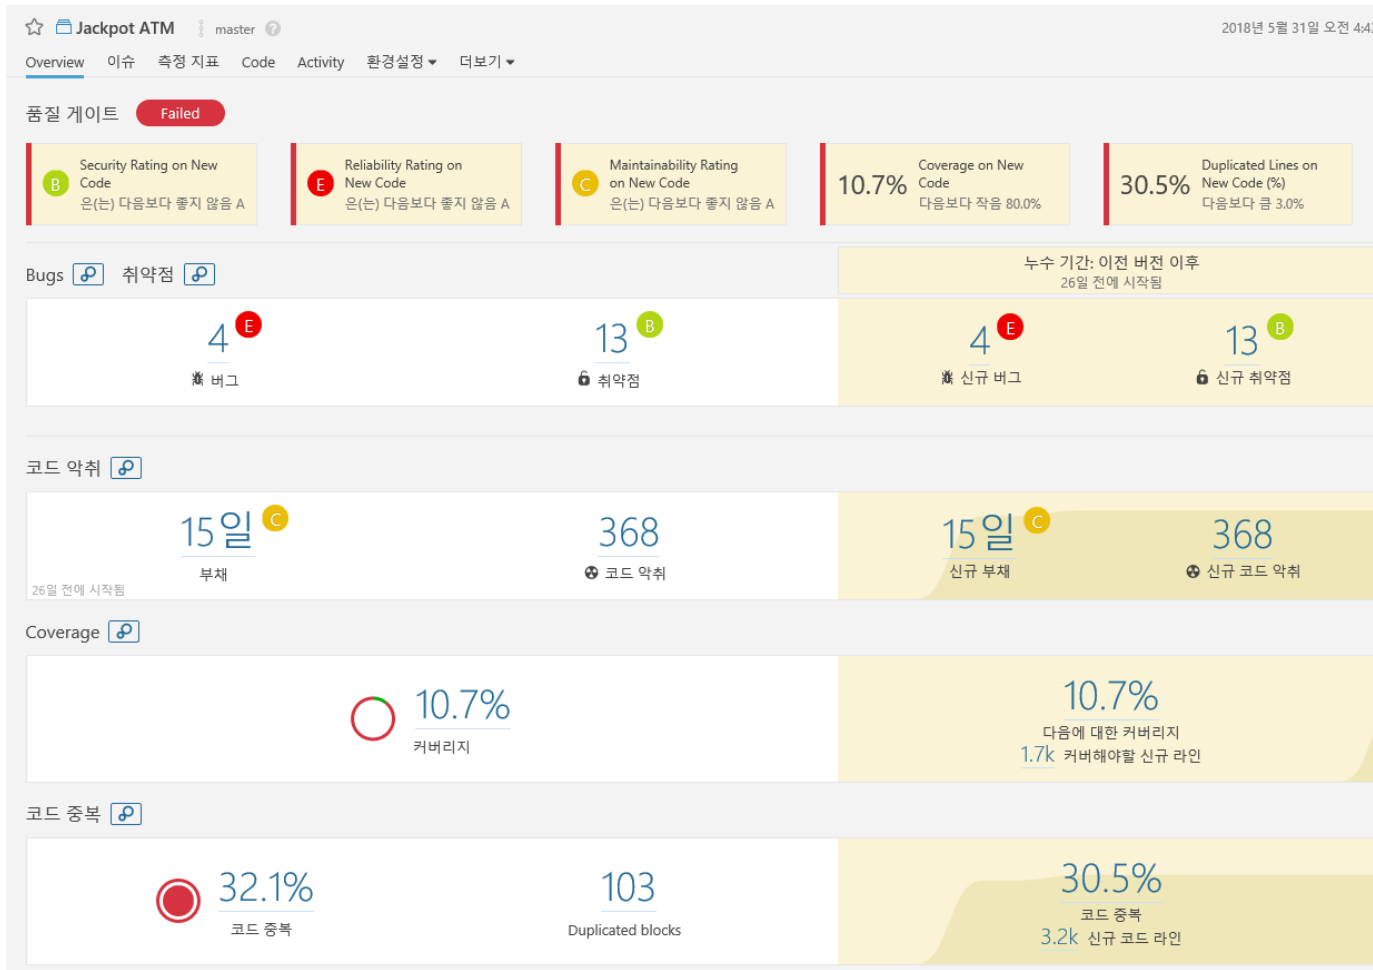 Jackpot ATM master
2018년 5월 31일 오전 4:43
Overview 이슈 측정 지표 Code Activity 환경설정 더보기
품질 게이트 Failed
B
Security Rating on New
Code
은(는) 다음보다 좋지 않음 A
E
Reliability Rating on
New Code
은(는) 다음보다 좋지 않음 A
C
Maintainability Rating
on New Code
은(는) 다음보다 좋지 않음 A
10.7%
Coverage on New
Code
다음보다 작음 80.0%
30.5%
Duplicated Lines on
New Code (%)
다음보다 큼 3.0%
Bugs 취약점
누수 기간: 이전 버전 이후
26일 전에 시작됨
4 E
버그
13 B
취약점
4 E
신규 버그
13 B
신규 취약점
코드 악취
15일 C
부채
26일 전에 시작됨
368
코드 악취
15일 C
신규 부채
368
신규 코드 악취
Coverage
10.7%
커버리지
10.7%
다음에 대한 커버리지
1.7k 커버해야할 신규 라인
코드 중복
32.1%
코드 중복
103
Duplicated blocks
30.5%
코드 중복
3.2k 신규 코드 라인